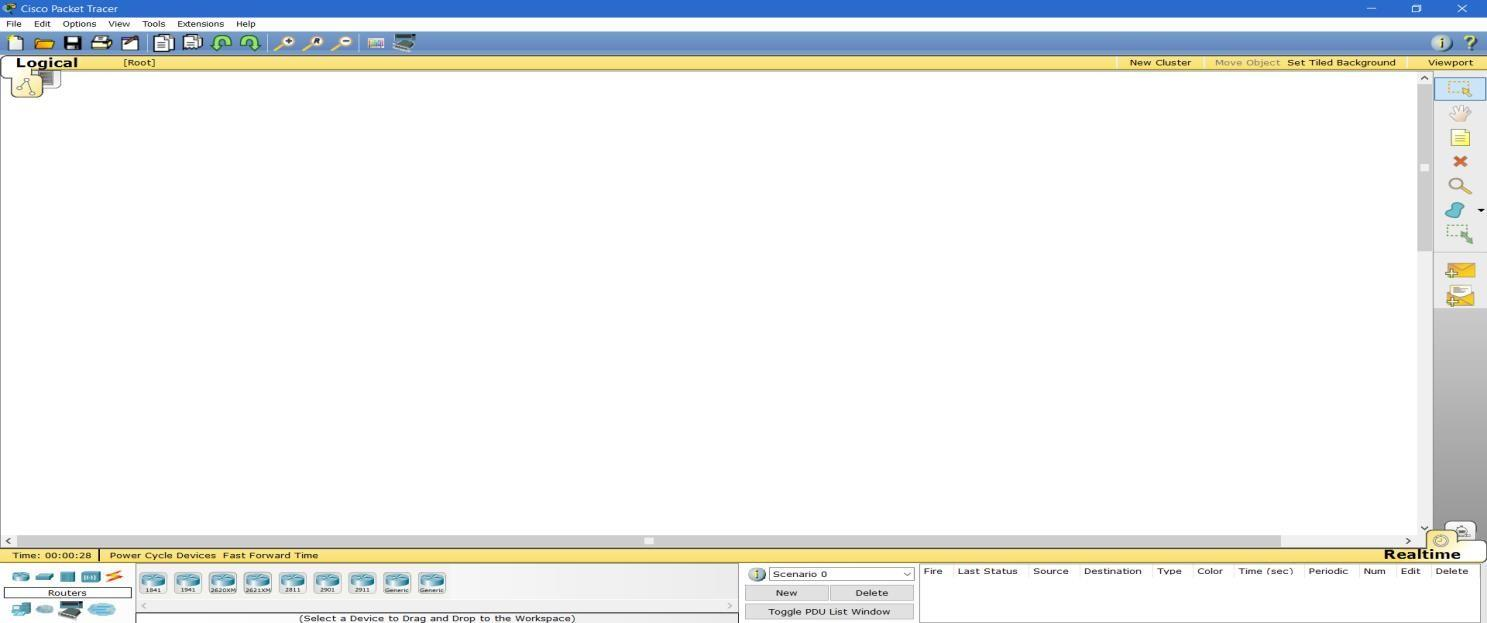 Cisco Packet Tracer
File Edit Options View Tools Extensions Help
Logical [Root] New Cluster Move Object Set Tiled Background Viewport
Time: 00:00:28 Power Cycle Devices Fast Forward Time
Realtime
Routers
1841 1941 2620XM 2621XM 2811 2901 2911 Generic Generic
(Select a Device to Drag and Drop to the Workspace)
Scenario 0
New Delete
Toggle PDU List Window
Fire Last Status Source Destination Type Color Time (sec) Periodic Num Edit Delete